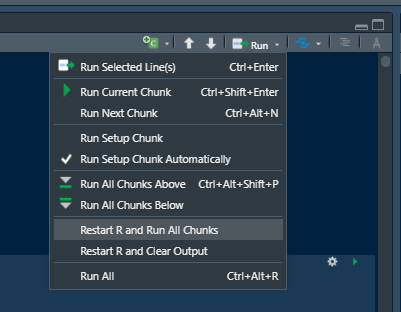 Run
Run Selected Line(s) Ctrl+Enter
Run Current Chunk Ctrl+Shift+Enter
Run Next Chunk Ctrl+Alt+N
Run Setup Chunk
Run Setup Chunk Automatically
Run All Chunks Above Ctrl+Alt+Shift+P
Run All Chunks Below
Restart R and Run All Chunks
Restart R and Clear Output
Run All Ctrl+Alt+R